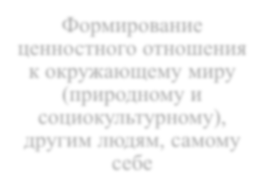 Формирование
ценностного отношения
к окружающему миру
(природному и
социокультурному),
другим людям, самому
себе